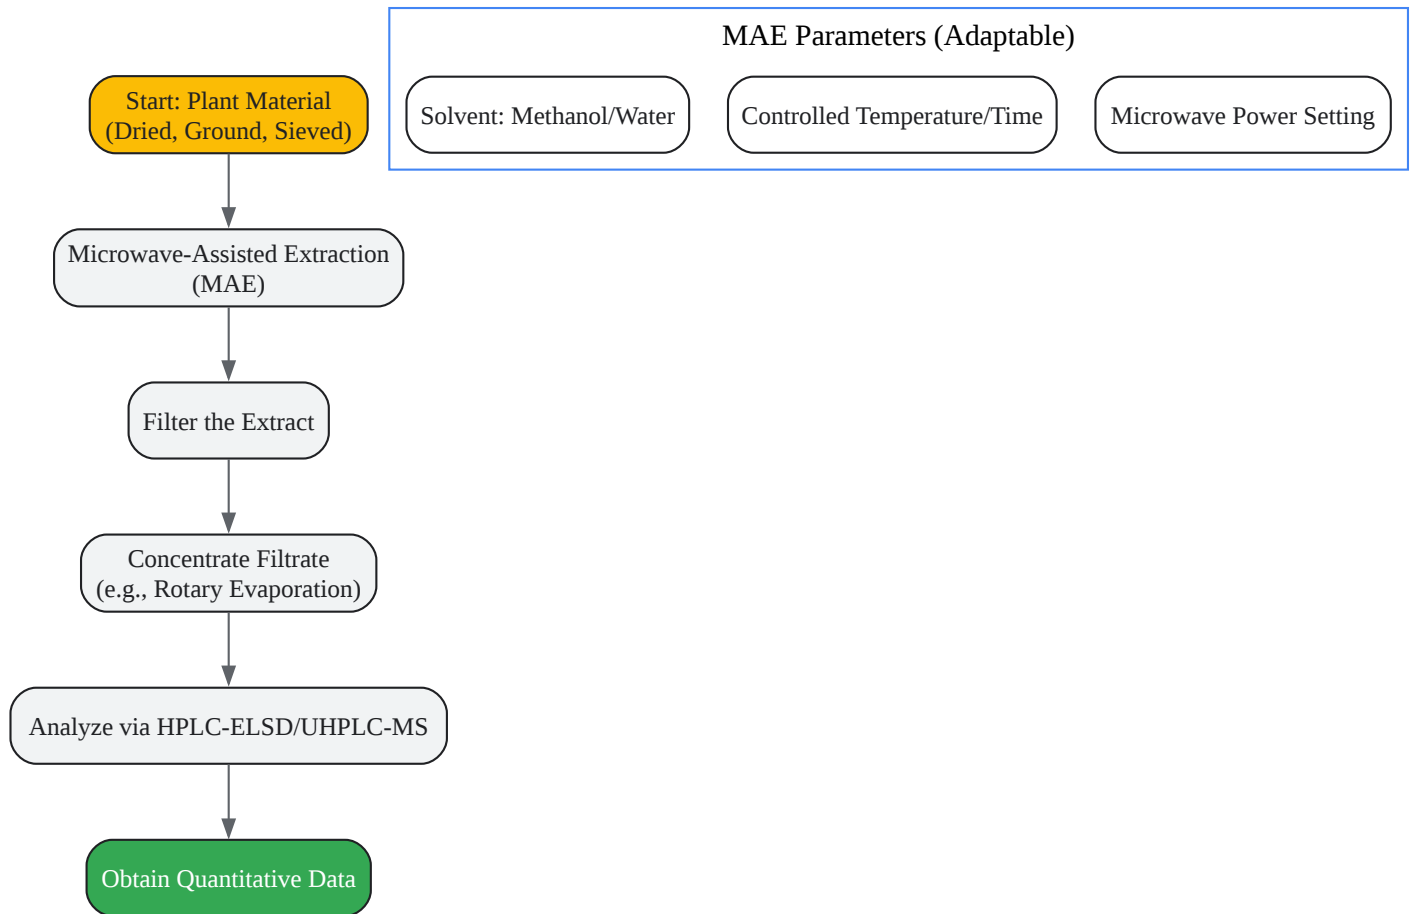 MAE Parameters (Adaptable)
Start: Plant Material
(Dried, Ground, Sieved)
Solvent: Methanol/Water
Controlled Temperature/Time
Microwave Power Setting
Microwave-Assisted Extraction
(MAE)
Filter the Extract
Concentrate Filtrate
(e.g., Rotary Evaporation)
Analyze via HPLC-ELSD/UHPLC-MS
Obtain Quantitative Data